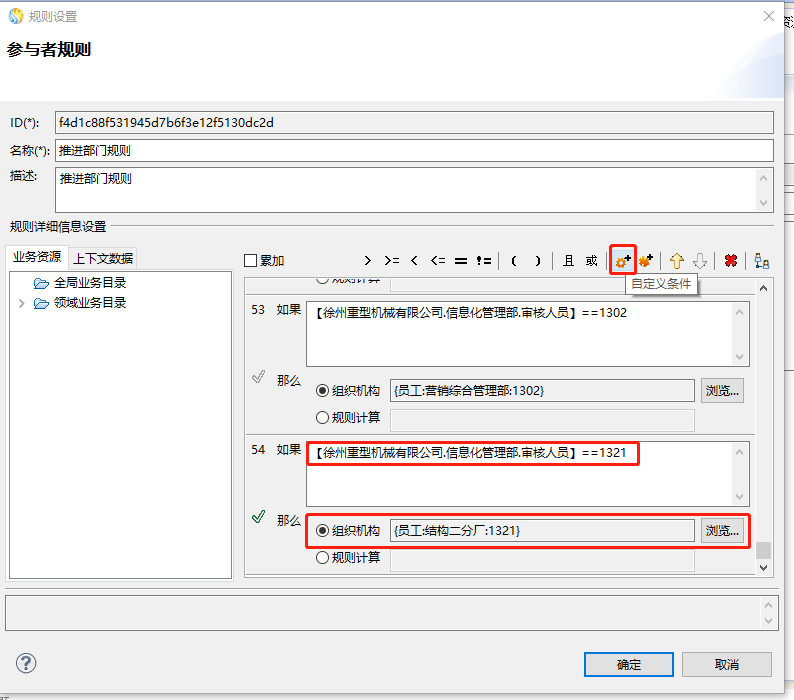 规则设置
参与者规则
ID(*): f4d1c88f531945d7b6f3e12f5130dc2d
名称(*): 推进部门规则
描述: 推进部门规则
规则详细信息设置
业务资源 上下文数据
全局业务目录
领域业务目录
累加 > >= < <= == != ( ) 且 或
自定义条件
规则计算
53 如果 【徐州重型机械有限公司.信息化管理部.审核人员】==1302
那么 组织机构 {员工:营销综合管理部:1302} 浏览...
规则计算
54 如果 【徐州重型机械有限公司.信息化管理部.审核人员】==1321
那么 组织机构 {员工:结构二分厂:1321} 浏览...
规则计算
确定 取消